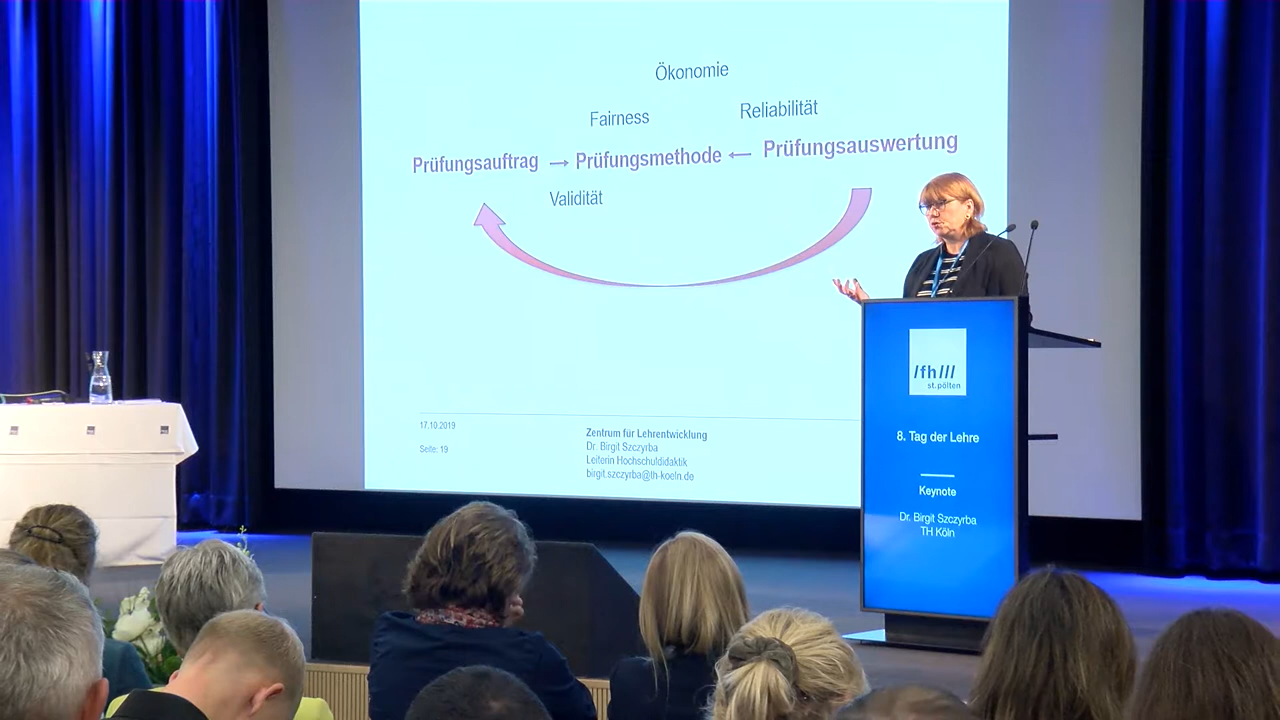 Ökonomie
Fairness
Reliabilität
Prüfungsauftrag → Prüfungsmethode ← Prüfungsauswertung
Validität
17.10.2019
Seite: 19
Zentrum für Lehrentwicklung
Dr. Birgit Szczyrba
Leiterin Hochschuldidaktik
birgit.szczyrba@th-koeln.de
/fh///
st.pölten
8. Tag der Lehre
Keynote
Dr. Birgit Szczyrba
TH Köln